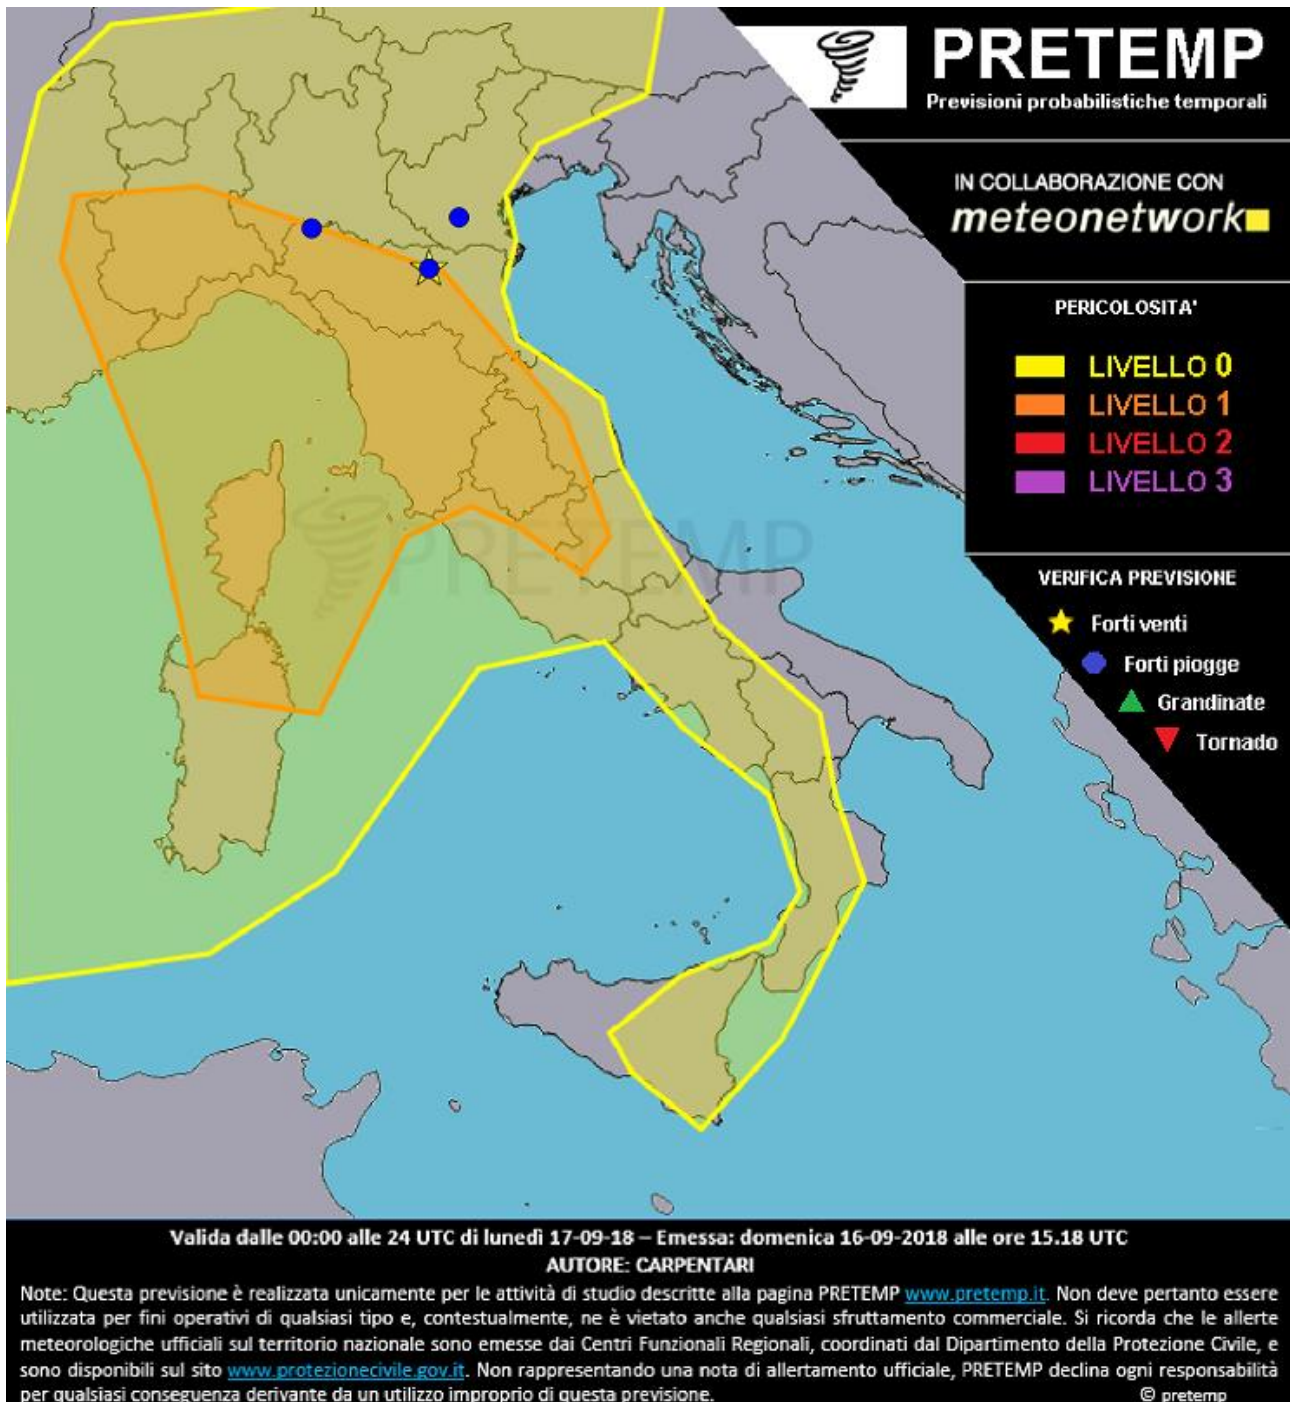 PRETEMP
Previsioni probabilistiche temporali
IN COLLABORAZIONE CON
meteonetwork
PERICOLOSITA'
LIVELLO 0
LIVELLO 1
LIVELLO 2
LIVELLO 3
VERIFICA PREVISIONE
Forti venti
Forti piogge
Grandinate
Tornado
PRETEMP
Valida dalle 00:00 alle 24 UTC di lunedì 17-09-18 – Emessa: domenica 16-09-2018 alle ore 15.18 UTC
AUTORE: CARPENTARI
Note: Questa previsione è realizzata unicamente per le attività di studio descritte alla pagina PRETEMP www.pretemp.it. Non deve pertanto essere
utilizzata per fini operativi di qualsiasi tipo e, contestualmente, ne è vietato anche qualsiasi sfruttamento commerciale. Si ricorda che le allerte
meteorologiche ufficiali sul territorio nazionale sono emesse dai Centri Funzionali Regionali, coordinati dal Dipartimento della Protezione Civile, e
sono disponibili sul sito www.protezionecivile.gov.it. Non rappresentando una nota di allertamento ufficiale, PRETEMP declina ogni responsabilità
per qualsiasi conseguenza derivante da un utilizzo improprio di questa previsione. © pretemp